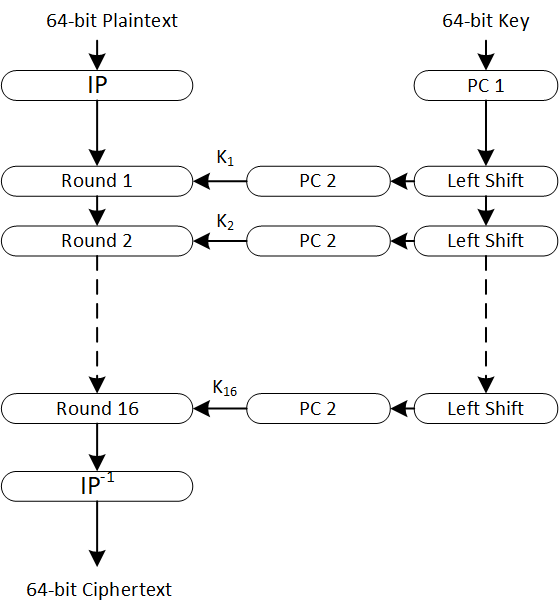 64-bit Plaintext 64-bit Key
IP PC 1
K1
Round 1 PC 2 Left Shift
K2
Round 2 PC 2 Left Shift
K16
Round 16 PC 2 Left Shift
IP-1
64-bit Ciphertext